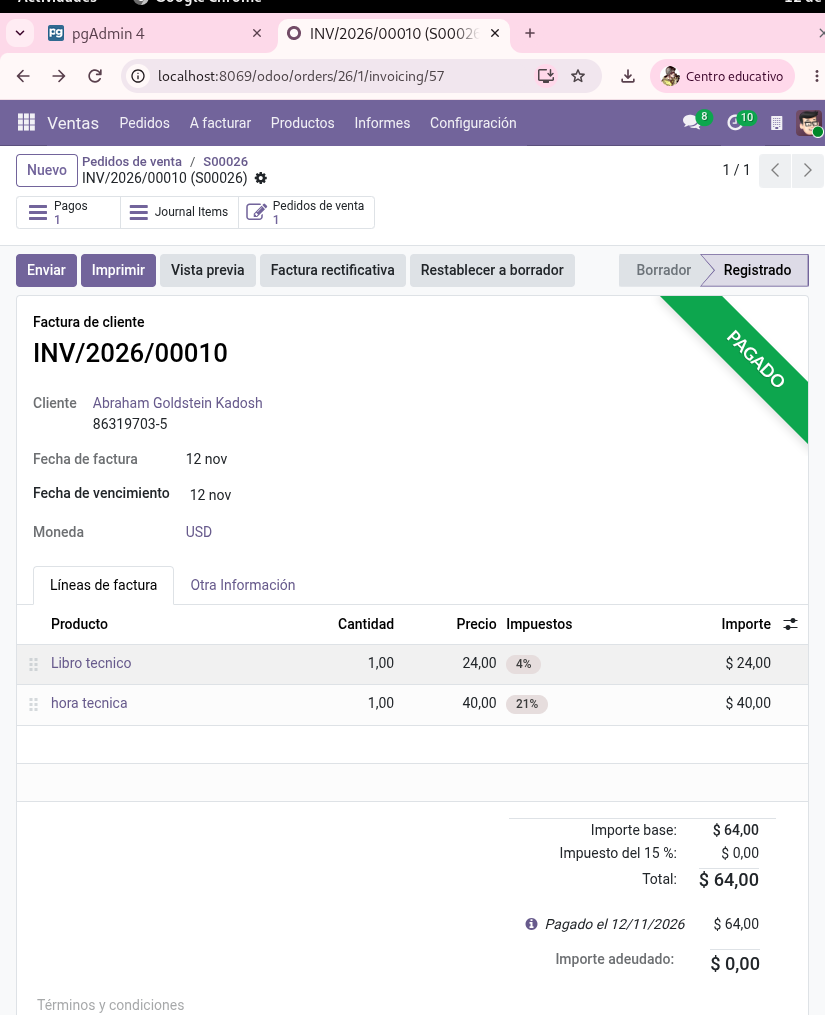 Google Chrome
pgAdmin 4
INV/2026/00010 (S00026
localhost:8069/odoo/orders/26/1/invoicing/57
Centro educativo
Ventas Pedidos A facturar Productos Informes Configuración 8 10
Nuevo
Pedidos de venta / S00026
INV/2026/00010 (S00026)
1 / 1
Pagos
1
Journal Items
Pedidos de venta
1
Enviar Imprimir Vista previa Factura rectificativa Restablecer a borrador Borrador Registrado
PAGADO
Factura de cliente
INV/2026/00010
Cliente Abraham Goldstein Kadosh
86319703-5
Fecha de factura 12 nov
Fecha de vencimiento 12 nov
Moneda USD
Líneas de factura Otra Información
Producto Cantidad Precio Impuestos Importe
Libro tecnico 1,00 24,00 4% $ 24,00
hora tecnica 1,00 40,00 21% $ 40,00
Importe base: $ 64,00
Impuesto del 15 %: $ 0,00
Total: $ 64,00
Pagado el 12/11/2026 $ 64,00
Importe adeudado: $ 0,00
Términos y condiciones